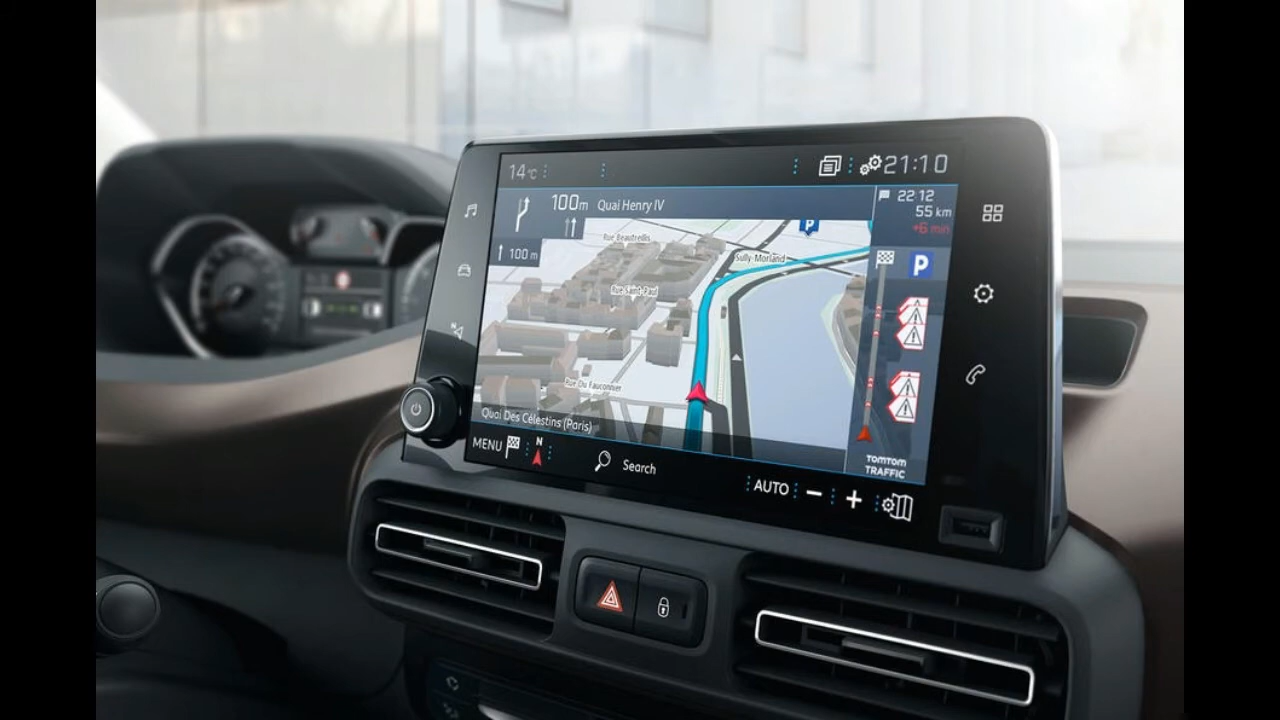 14°C
21:10
100m Quai Henry IV
22:12
55 km
+6 min
100 m
P
Rue Beautreillis
Sully-Morland
P
Rue Saint-Paul
Rue Du Fauconnier
Quai Des Célestins (Paris)
N
TOMTOM
TRAFFIC
MENU
N
Search
AUTO − +